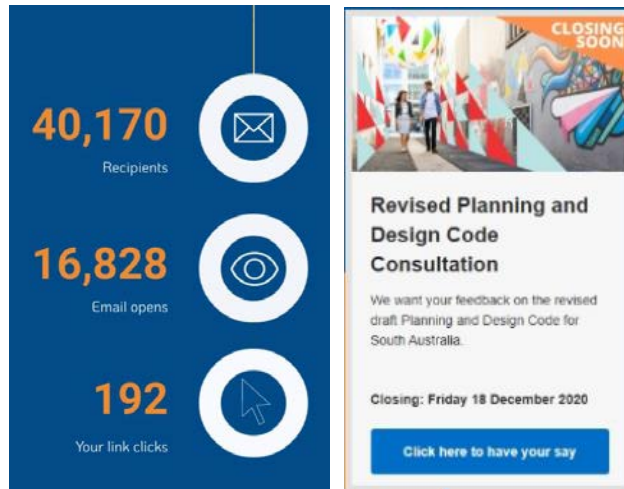 40,170
Recipients
16,828
Email opens
192
Your link clicks
CLOSING
SOON
Revised Planning and
Design Code
Consultation
We want your feedback on the revised
draft Planning and Design Code for
South Australia.
Closing: Friday 18 December 2020
Click here to have your say